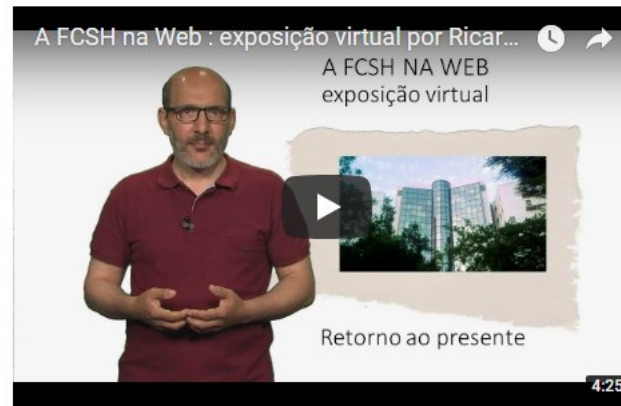 A FCSH na Web : exposição virtual por Ricar...
A FCSH NA WEB
exposição virtual
Retorno ao presente
4:25